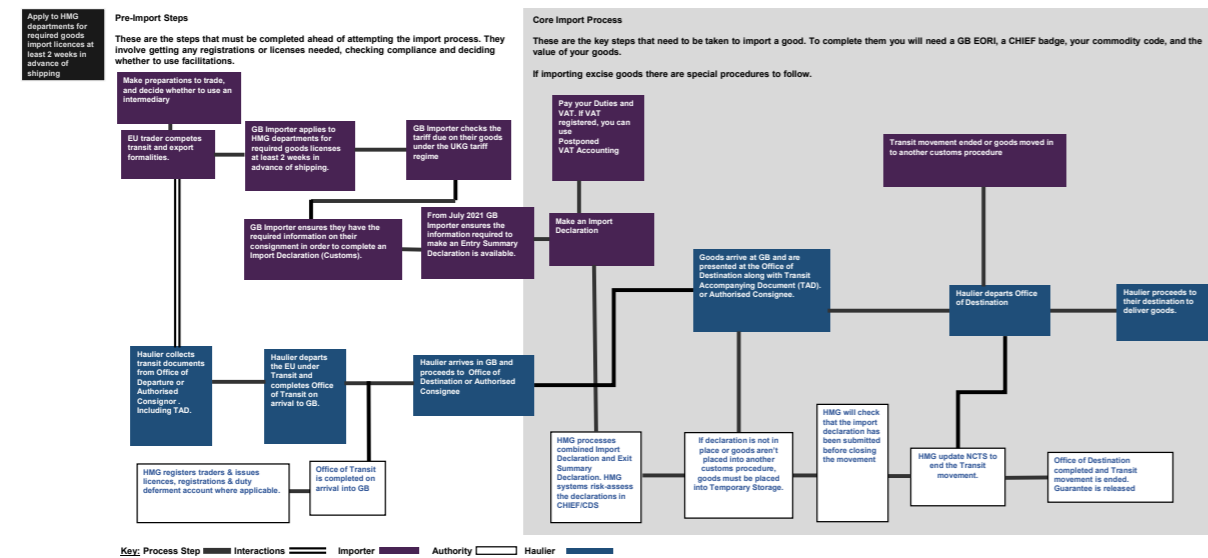 Apply to HMG
departments for
required goods
import licences at
least 2 weeks in
advance of
shipping
Pre-Import Steps
These are the steps that must be completed ahead of attempting the import process. They
involve getting any registrations or licenses needed, checking compliance and deciding
whether to use facilitations.
Core Import Process
These are the key steps that need to be taken to import a good. To complete them you will need a GB EORI, a CHIEF badge, your commodity code, and the
value of your goods.
If importing excise goods there are special procedures to follow.
Make preparations to trade,
and decide whether to use an
intermediary
EU trader competes
transit and export
formalities.
GB Importer applies to
HMG departments for
required goods licenses
at least 2 weeks in
advance of shipping.
GB Importer checks the
tariff due on their goods
under the UKG tariff
regime
Pay your Duties and
VAT. If VAT
registered, you can
use
Postponed
VAT Accounting
Transit movement ended or goods moved in
to another customs procedure
GB Importer ensures they have the
required information on their
consignment in order to complete an
Import Declaration (Customs).
From July 2021 GB
Importer ensures the
information required to
make an Entry Summary
Declaration is available.
Make an Import
Declaration
Goods arrive at GB and are
presented at the Office of
Destination along with Transit
Accompanying Document (TAD).
or Authorised Consignee.
Haulier departs Office
of Destination
Haulier proceeds to
their destination to
deliver goods.
Haulier collects
transit documents
from Office of
Departure or
Authorised
Consignor .
Including TAD.
Haulier departs
the EU under
Transit and
completes Office
of Transit on
arrival to GB.
Haulier arrives in GB and
proceeds to Office of
Destination or Authorised
Consignee
HMG registers traders & issues
licences, registrations & duty
deferment account where applicable.
Office of Transit
is completed on
arrival into GB
HMG processes
combined Import
Declaration and Exit
Summary
Declaration. HMG
systems risk-assess
the declarations in
CHIEF/CDS
If declaration is not in
place or goods aren't
placed into another
customs procedure,
goods must be placed
into Temporary Storage.
HMG will check
that the import
declaration has
been submitted
before closing
the movement
HMG update NCTS to
end the Transit
movement.
Office of Destination
completed and Transit
movement is ended.
Guarantee is released
Key: Process Step Interactions Importer Authority Haulier